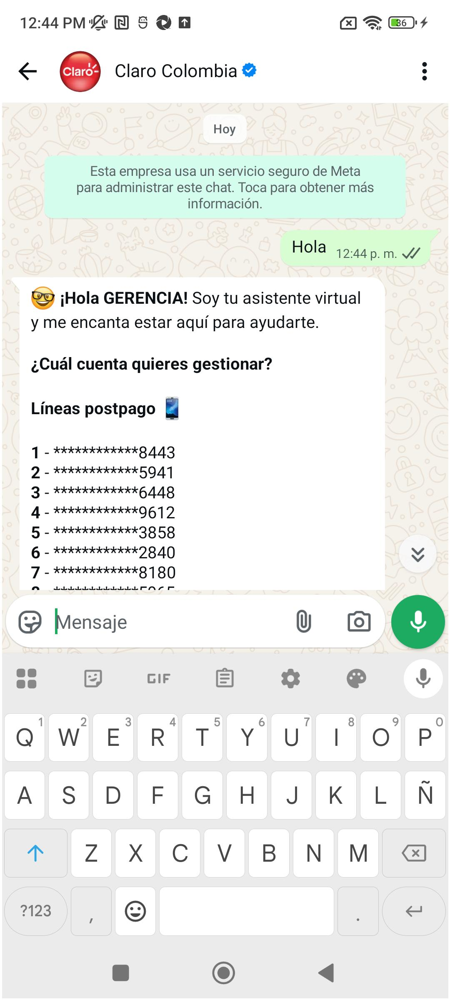 12:44 PM
36
Claro
Claro Colombia
Hoy
Esta empresa usa un servicio seguro de Meta
para administrar este chat. Toca para obtener más
información.
Hola 12:44 p. m.
¡Hola GERENCIA! Soy tu asistente virtual
y me encanta estar aquí para ayudarte.
¿Cuál cuenta quieres gestionar?
Líneas postpago
1 - ************8443
2 - ************5941
3 - ************6448
4 - ************9612
5 - ************3858
6 - ************2840
7 - ************8180
Mensaje
GIF
Q 1 W 2 E 3 R 4 T 5 Y 6 U 7 I 8 O 9 P 0
A S D F G H J K L Ñ
Z X C V B N M
?123 , .